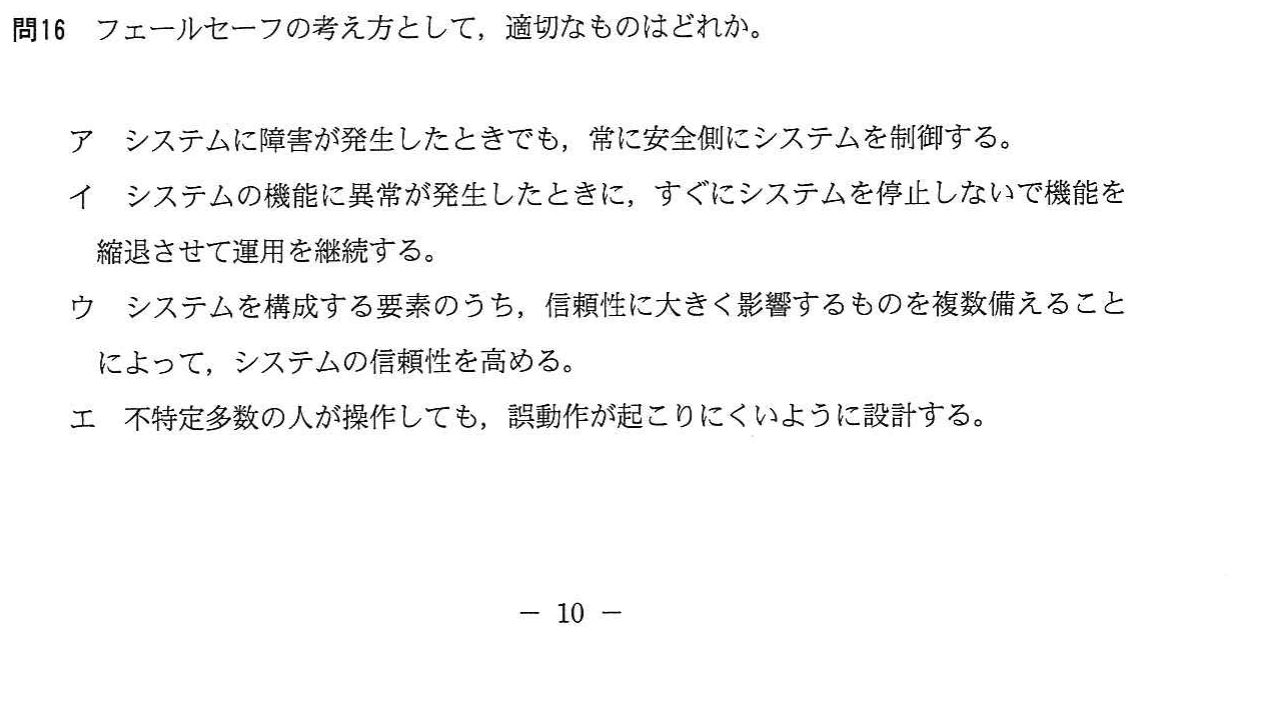 問16 フェールセーフの考え方として，適切なものはどれか。
ア システムに障害が発生したときでも，常に安全側にシステムを制御する。
イ システムの機能に異常が発生したときに，すぐにシステムを停止しないで機能を
縮退させて運用を継続する。
ウ システムを構成する要素のうち，信頼性に大きく影響するものを複数備えること
によって，システムの信頼性を高める。
エ 不特定多数の人が操作しても，誤動作が起こりにくいように設計する。
－ 10 －